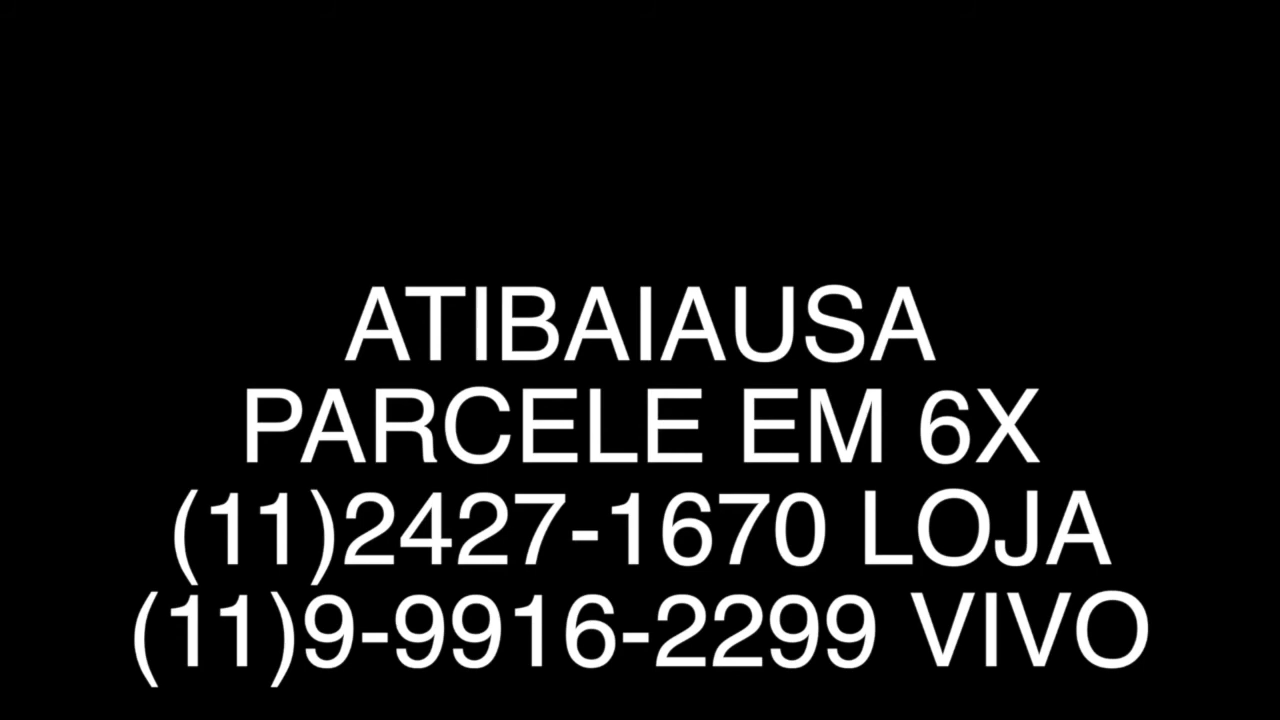 ATIBAIAUSA
PARCELE EM 6X
(11)2427-1670 LOJA
(11)9-9916-2299 VIVO